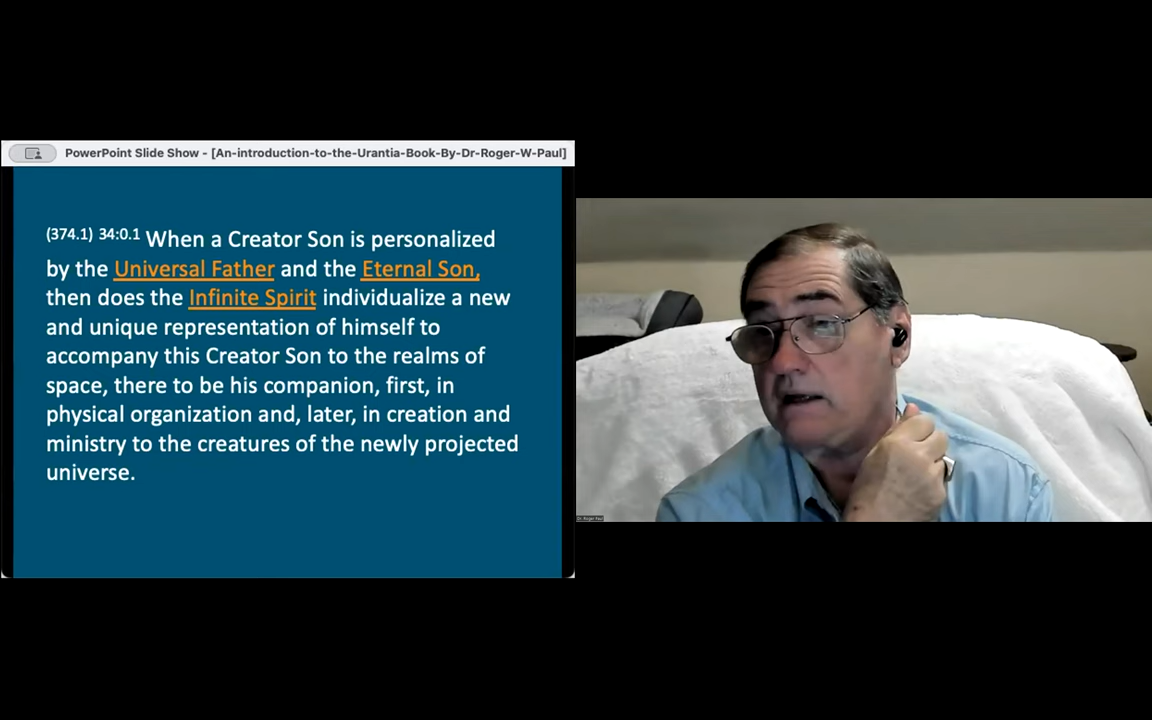 PowerPoint Slide Show - [An-introduction-to-the-Urantia-Book-By-Dr-Roger-W-Paul]
(374.1) 34:0.1 When a Creator Son is personalized
by the Universal Father and the Eternal Son,
then does the Infinite Spirit individualize a new
and unique representation of himself to
accompany this Creator Son to the realms of
space, there to be his companion, first, in
physical organization and, later, in creation and
ministry to the creatures of the newly projected
universe.
Dr. Roger Paul